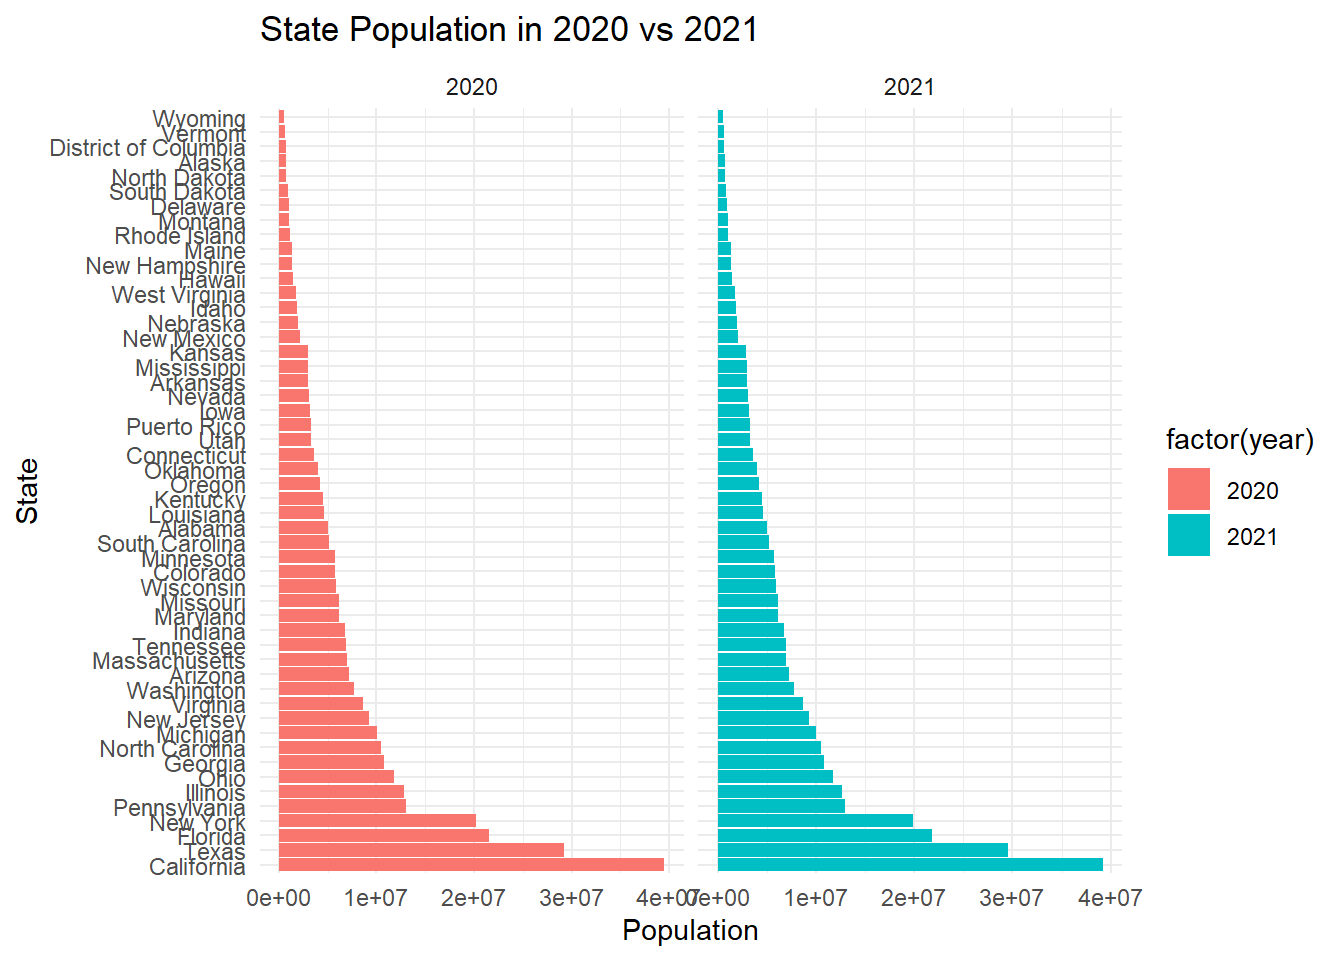 State Population in 2020 vs 2021
2020
2021
Wyoming
Vermont
District of Columbia
Alaska
North Dakota
South Dakota
Delaware
Montana
Rhode Island
Maine
New Hampshire
Hawaii
West Virginia
Idaho
Nebraska
New Mexico
Kansas
Mississippi
Arkansas
Nevada
Iowa
Puerto Rico
Utah
Connecticut
Oklahoma
Oregon
Kentucky
Louisiana
Alabama
South Carolina
Minnesota
Colorado
Wisconsin
Missouri
Maryland
Indiana
Tennessee
Massachusetts
Arizona
Washington
Virginia
New Jersey
Michigan
North Carolina
Georgia
Ohio
Illinois
Pennsylvania
New York
Florida
Texas
California
State
0e+00 1e+07 2e+07 3e+07 4e+07
0e+00 1e+07 2e+07 3e+07 4e+07
Population
factor(year)
2020
2021